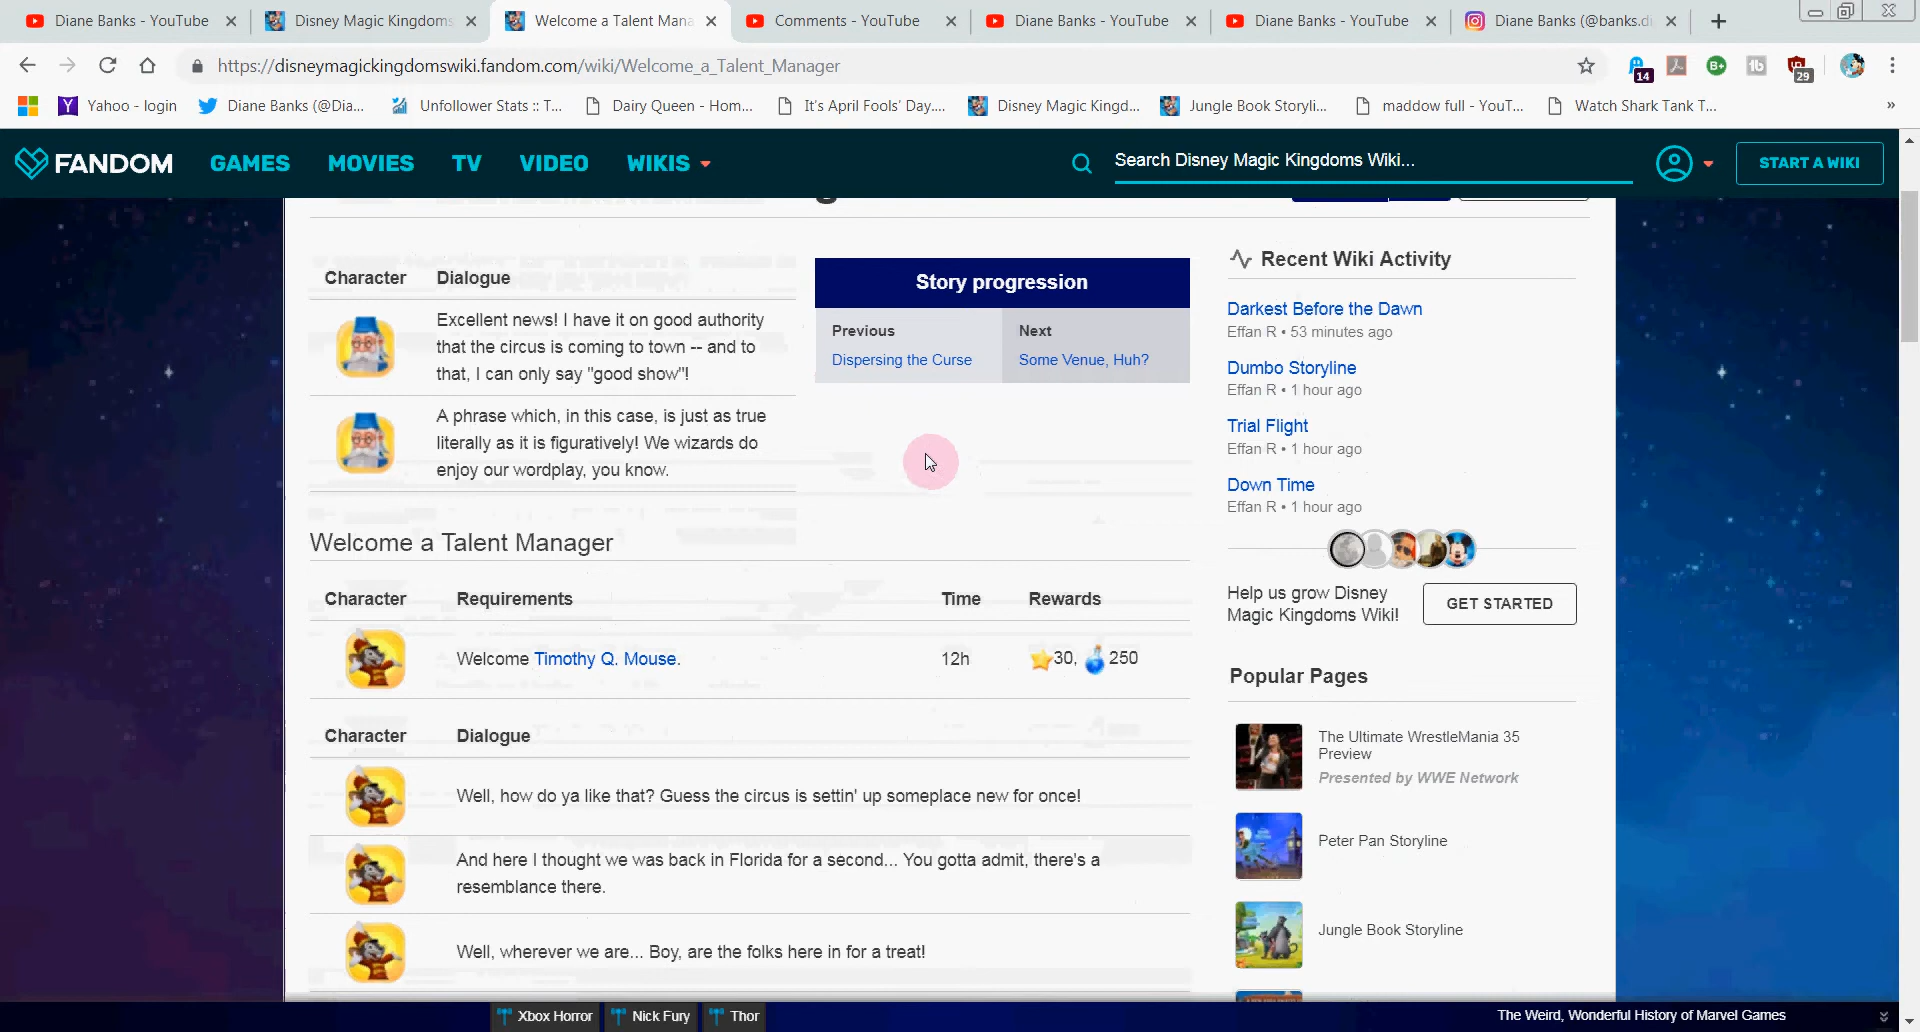 Diane Banks - YouTube
Disney Magic Kingdoms
Welcome a Talent Mana
Comments - YouTube
Diane Banks - YouTube
Diane Banks - YouTube
Diane Banks (@banks.d
https://disneymagickingdomswiki.fandom.com/wiki/Welcome_a_Talent_Manager
14
B+
29
Yahoo - login
Diane Banks (@Dia...
Unfollower Stats :: T...
Dairy Queen - Hom...
It's April Fools' Day....
Disney Magic Kingd...
Jungle Book Storyli...
maddow full - YouT...
Watch Shark Tank T...
»
FANDOM
GAMES
MOVIES
TV
VIDEO
WIKIS
Search Disney Magic Kingdoms Wiki...
START A WIKI
Character
Dialogue
Excellent news! I have it on good authority
that the circus is coming to town -- and to
that, I can only say "good show"!
A phrase which, in this case, is just as true
literally as it is figuratively! We wizards do
enjoy our wordplay, you know.
Story progression
Previous
Next
Dispersing the Curse
Some Venue, Huh?
Welcome a Talent Manager
Character
Requirements
Time
Rewards
Welcome Timothy Q. Mouse.
12h
30,
250
Character
Dialogue
Well, how do ya like that? Guess the circus is settin' up someplace new for once!
And here I thought we was back in Florida for a second... You gotta admit, there's a
resemblance there.
Well, wherever we are... Boy, are the folks here in for a treat!
Recent Wiki Activity
Darkest Before the Dawn
Effan R • 53 minutes ago
Dumbo Storyline
Effan R • 1 hour ago
Trial Flight
Effan R • 1 hour ago
Down Time
Effan R • 1 hour ago
Help us grow Disney
Magic Kingdoms Wiki!
GET STARTED
Popular Pages
The Ultimate WrestleMania 35
Preview
Presented by WWE Network
Peter Pan Storyline
Jungle Book Storyline
Xbox Horror
Nick Fury
Thor
The Weird, Wonderful History of Marvel Games